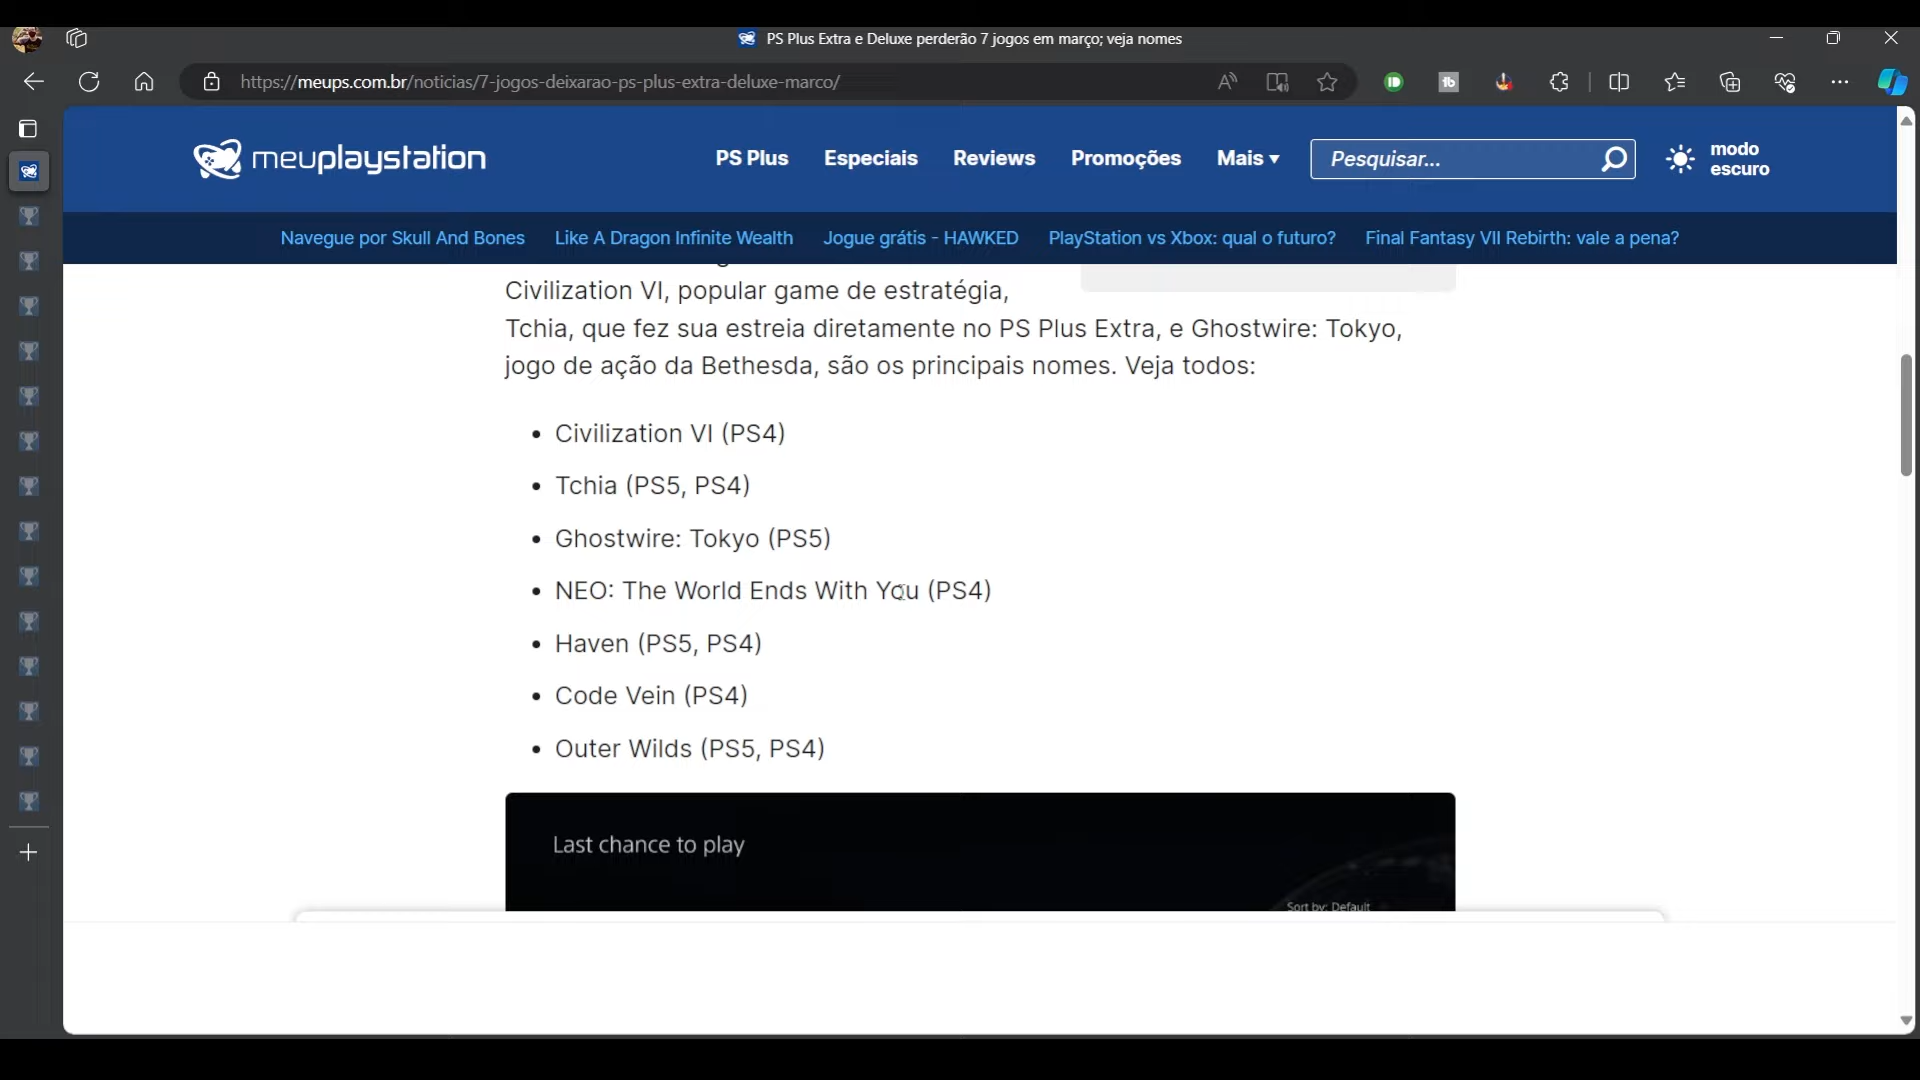 PS Plus Extra e Deluxe perderão 7 jogos em março; veja nomes
https://meups.com.br/noticias/7-jogos-deixarao-ps-plus-extra-deluxe-marco/
meuplaystation
PS Plus
Especiais
Reviews
Promoções
Mais
Pesquisar...
modo
escuro
Navegue por Skull And Bones
Like A Dragon Infinite Wealth
Jogue grátis - HAWKED
PlayStation vs Xbox: qual o futuro?
Final Fantasy VII Rebirth: vale a pena?
Civilization VI, popular game de estratégia,
Tchia, que fez sua estreia diretamente no PS Plus Extra, e Ghostwire: Tokyo,
jogo de ação da Bethesda, são os principais nomes. Veja todos:
• Civilization VI (PS4)
• Tchia (PS5, PS4)
• Ghostwire: Tokyo (PS5)
• NEO: The World Ends With You (PS4)
• Haven (PS5, PS4)
• Code Vein (PS4)
• Outer Wilds (PS5, PS4)
Last chance to play
Sort by: Default